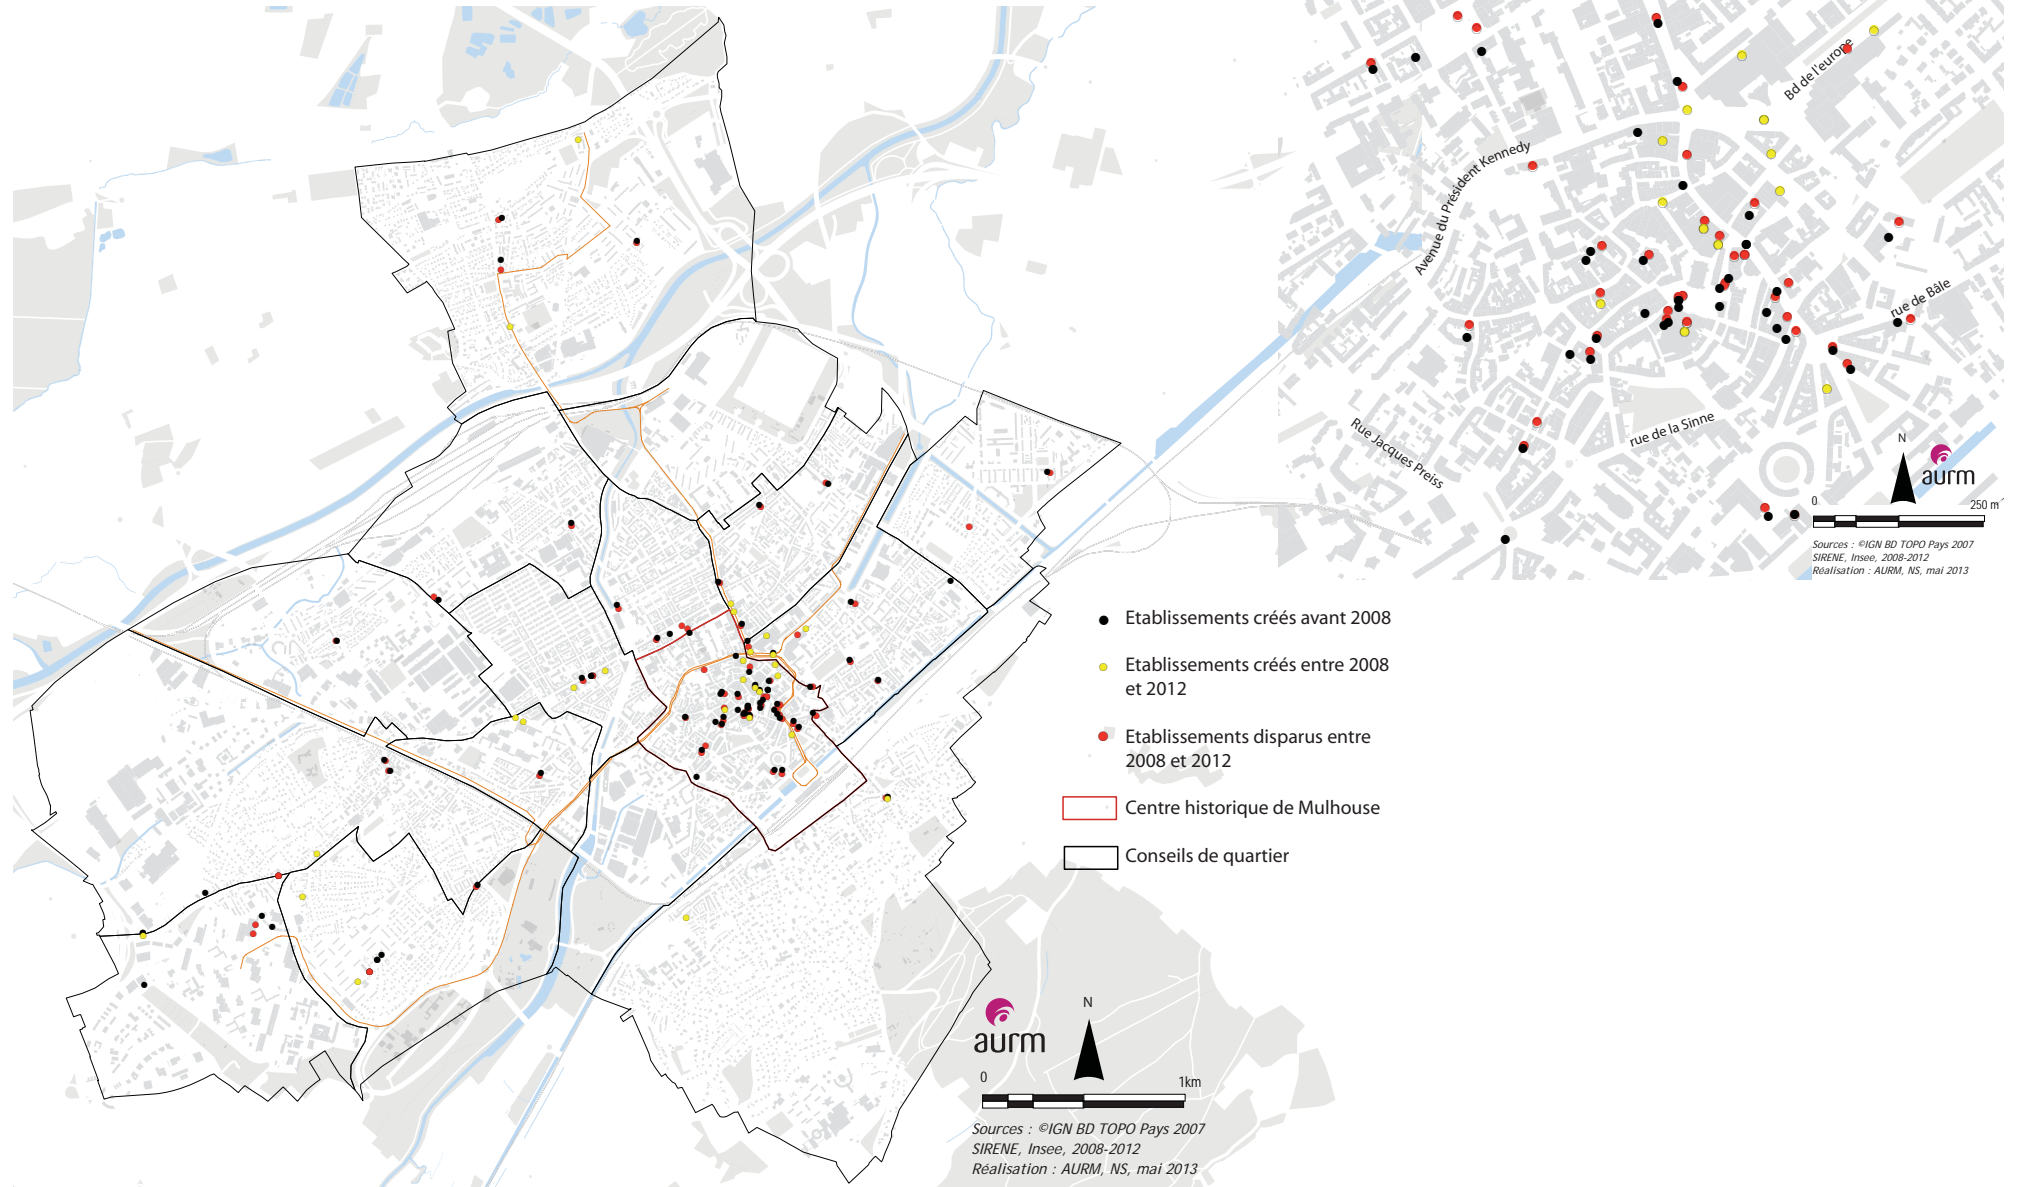 Bd de l'europe
Avenue du Président Kennedy
rue de Bâle
Rue Jacques Preiss
rue de la Sinne
N
aurm
0 250 m
Sources : ©IGN BD TOPO Pays 2007
SIRENE, Insee, 2008-2012
Réalisation : AURM, NS, mai 2013
Etablissements créés avant 2008
Etablissements créés entre 2008
et 2012
Etablissements disparus entre
2008 et 2012
Centre historique de Mulhouse
Conseils de quartier
N
aurm
0 1km
Sources : ©IGN BD TOPO Pays 2007
SIRENE, Insee, 2008-2012
Réalisation : AURM, NS, mai 2013